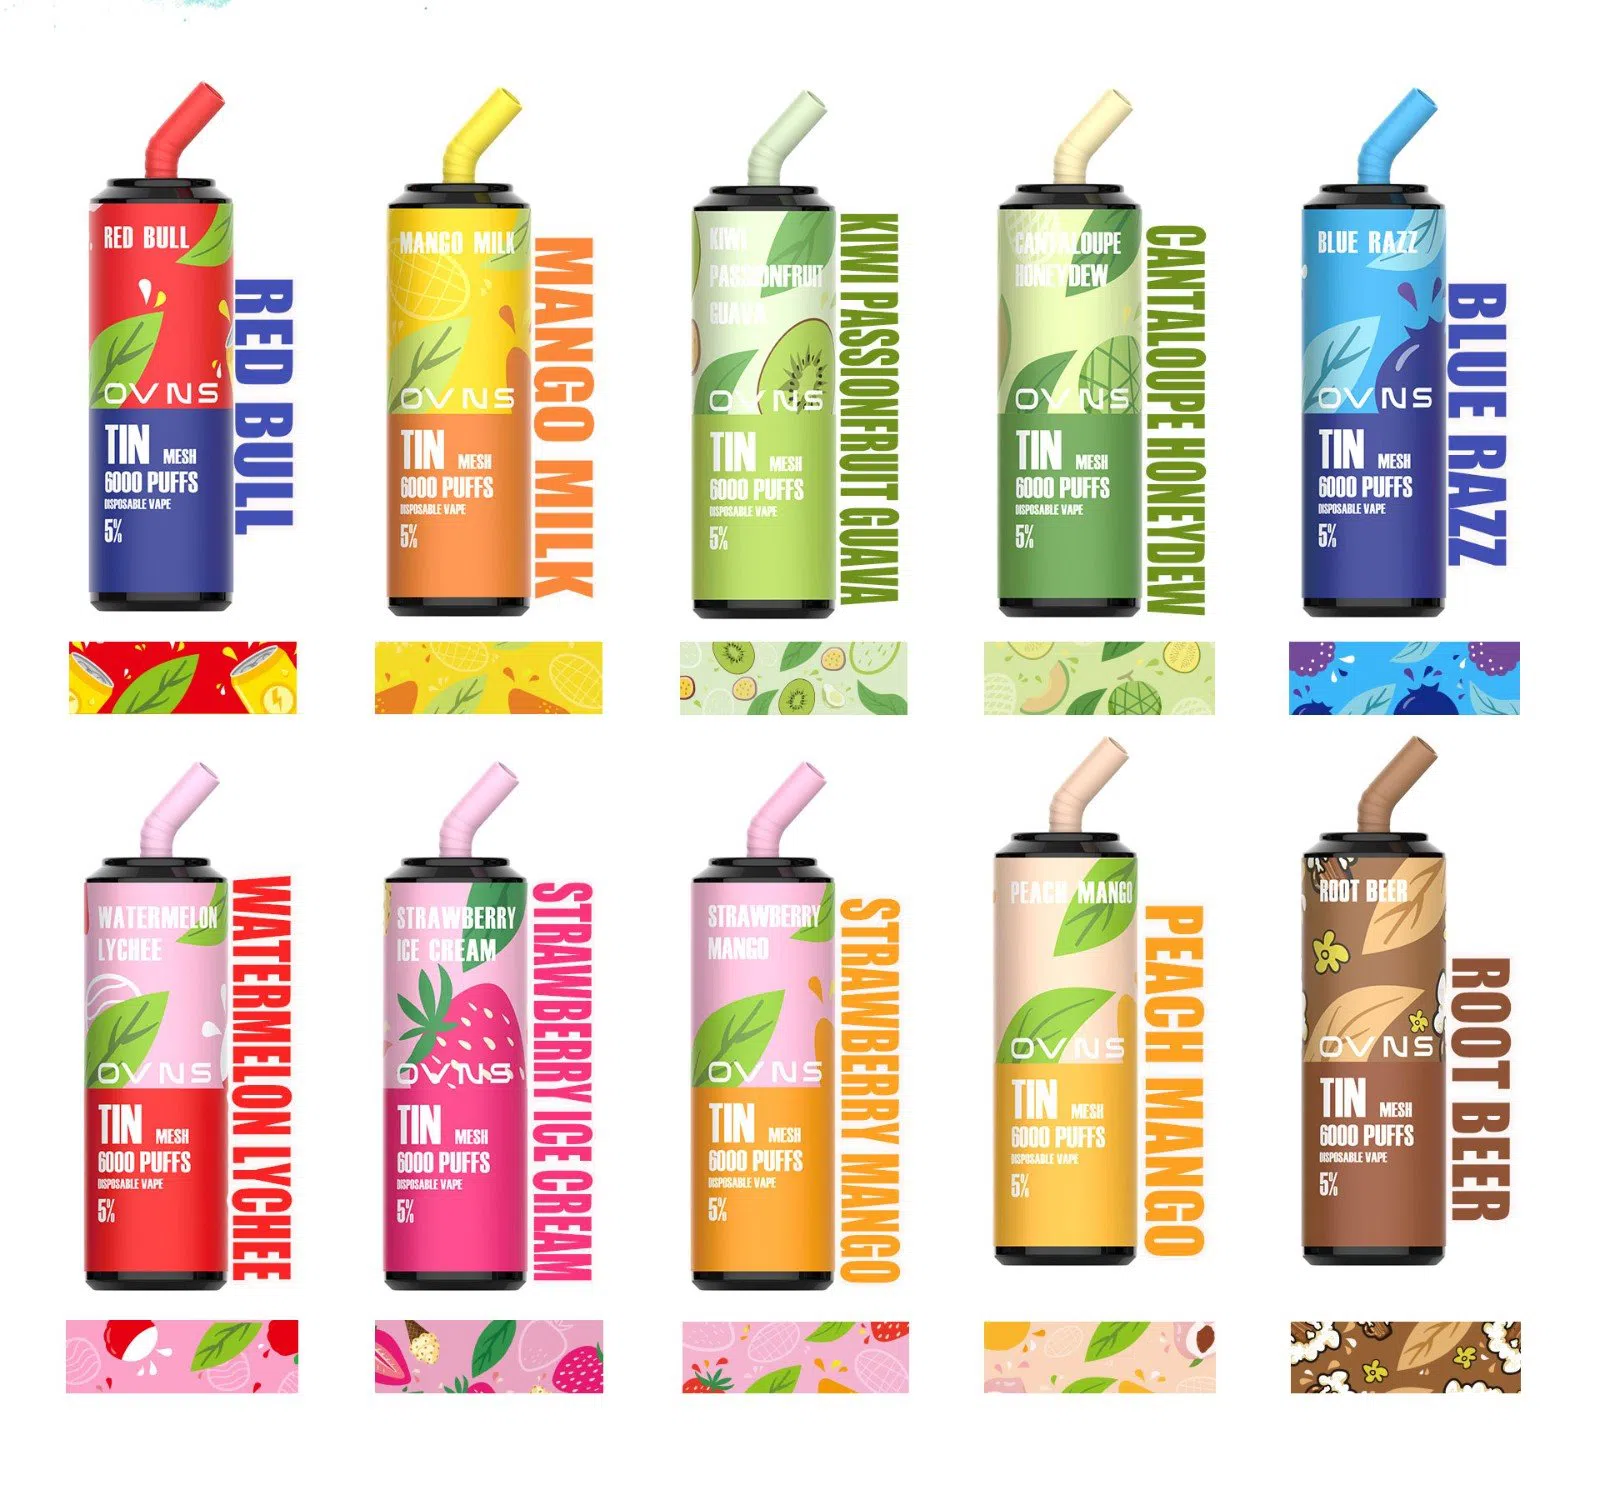 RED BULL
OVNS
TIN MESH
6000 PUFFS
DISPOSABLE VAPE
5%
RED BULL
MANGO MILK
OVNS
TIN MESH
6000 PUFFS
DISPOSABLE VAPE
5%
MANGO MILK
KIWI
PASSIONFRUIT
GUAVA
OVNS
TIN MESH
6000 PUFFS
DISPOSABLE VAPE
5%
KIWI PASSIONFRUIT GUAVA
CANTALOUPE
HONEYDEW
OVNS
TIN MESH
6000 PUFFS
DISPOSABLE VAPE
5%
CANTALOUPE HONEYDEW
BLUE RAZZ
OVNS
TIN MESH
6000 PUFFS
DISPOSABLE VAPE
5%
BLUE RAZZ
WATERMELON
LYCHEE
OVNS
TIN MESH
6000 PUFFS
DISPOSABLE VAPE
5%
WATERMELON LYCHEE
STRAWBERRY
ICE CREAM
OVNS
TIN MESH
6000 PUFFS
DISPOSABLE VAPE
5%
STRAWBERRY ICE CREAM
STRAWBERRY
MANGO
OVNS
TIN MESH
6000 PUFFS
DISPOSABLE VAPE
5%
STRAWBERRY MANGO
PEACH MANGO
OVNS
TIN MESH
6000 PUFFS
DISPOSABLE VAPE
5%
PEACH MANGO
ROOT BEER
OVNS
TIN MESH
6000 PUFFS
DISPOSABLE VAPE
5%
ROOT BEER